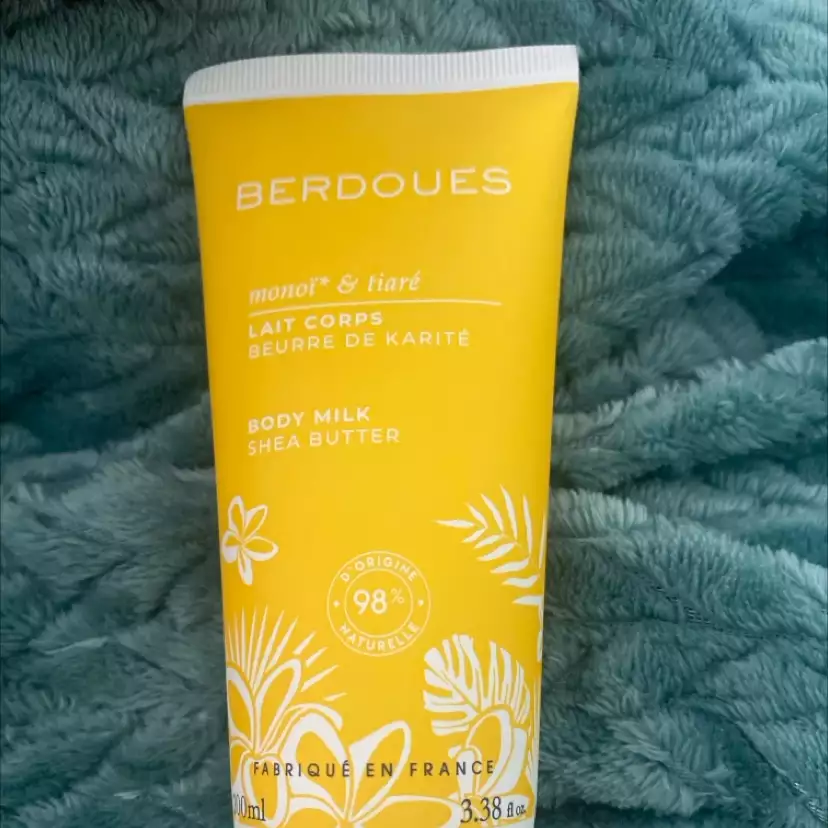 BERDOUES
monoï* & tiaré
LAIT CORPS
BEURRE DE KARITÉ
BODY MILK
SHEA BUTTER
D'ORIGINE
98%
NATURELLE
FABRIQUÉ EN FRANCE
00ml 3.38 fl oz.